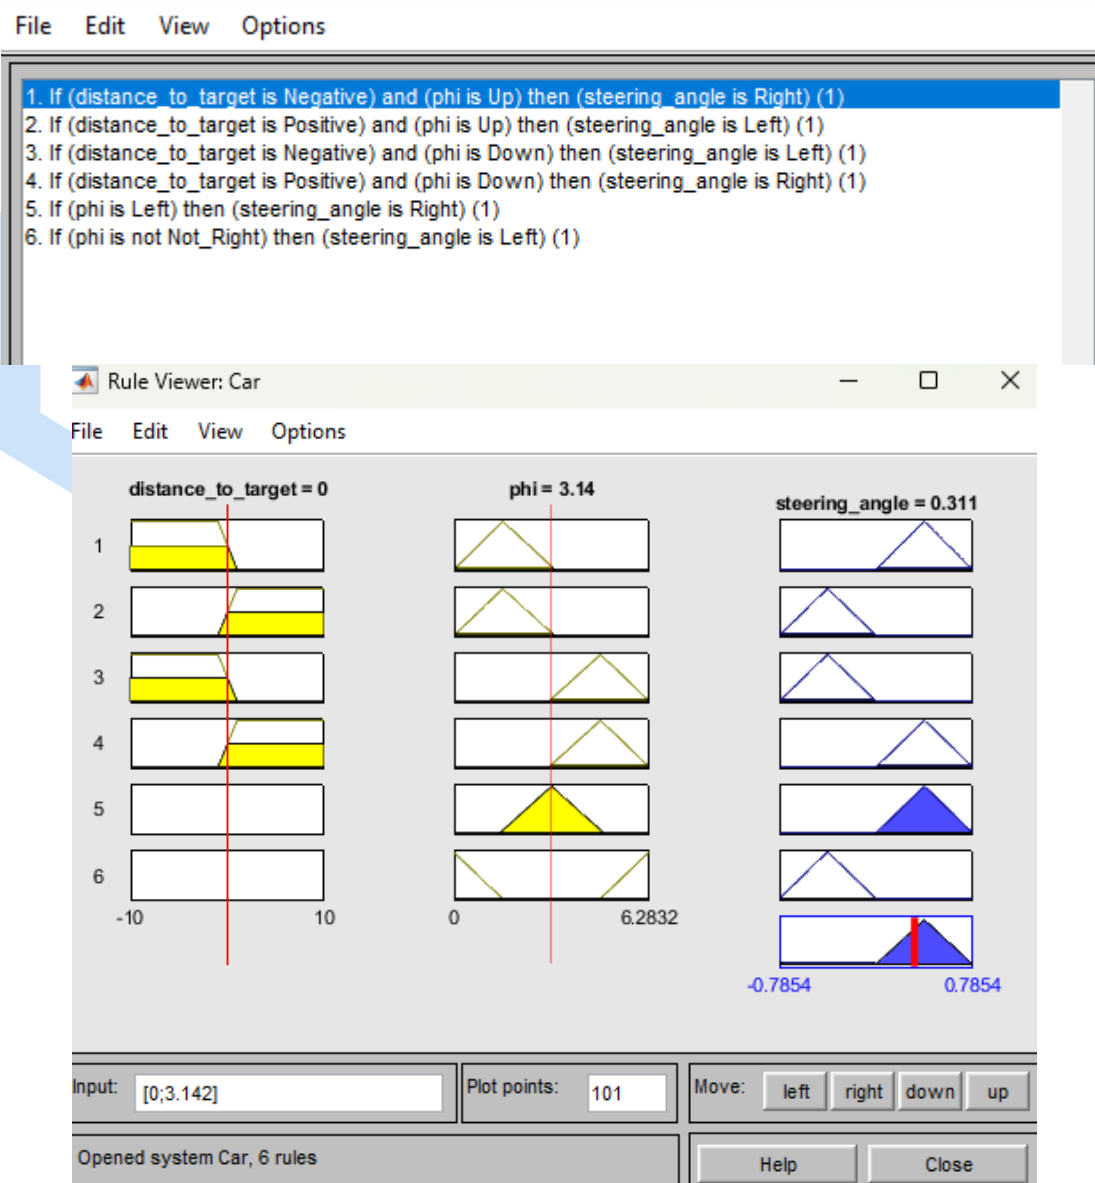 File Edit View Options
1. If (distance_to_target is Negative) and (phi is Up) then (steering_angle is Right) (1)
2. If (distance_to_target is Positive) and (phi is Up) then (steering_angle is Left) (1)
3. If (distance_to_target is Negative) and (phi is Down) then (steering_angle is Left) (1)
4. If (distance_to_target is Positive) and (phi is Down) then (steering_angle is Right) (1)
5. If (phi is Left) then (steering_angle is Right) (1)
6. If (phi is not Not_Right) then (steering_angle is Left) (1)
Rule Viewer: Car
File Edit View Options
distance_to_target = 0 phi = 3.14 steering_angle = 0.311
1
2
3
4
5
6
-10 10 0 6.2832
-0.7854 0.7854
Input: [0;3.142] Plot points: 101 Move: left right down up
Opened system Car, 6 rules Help Close